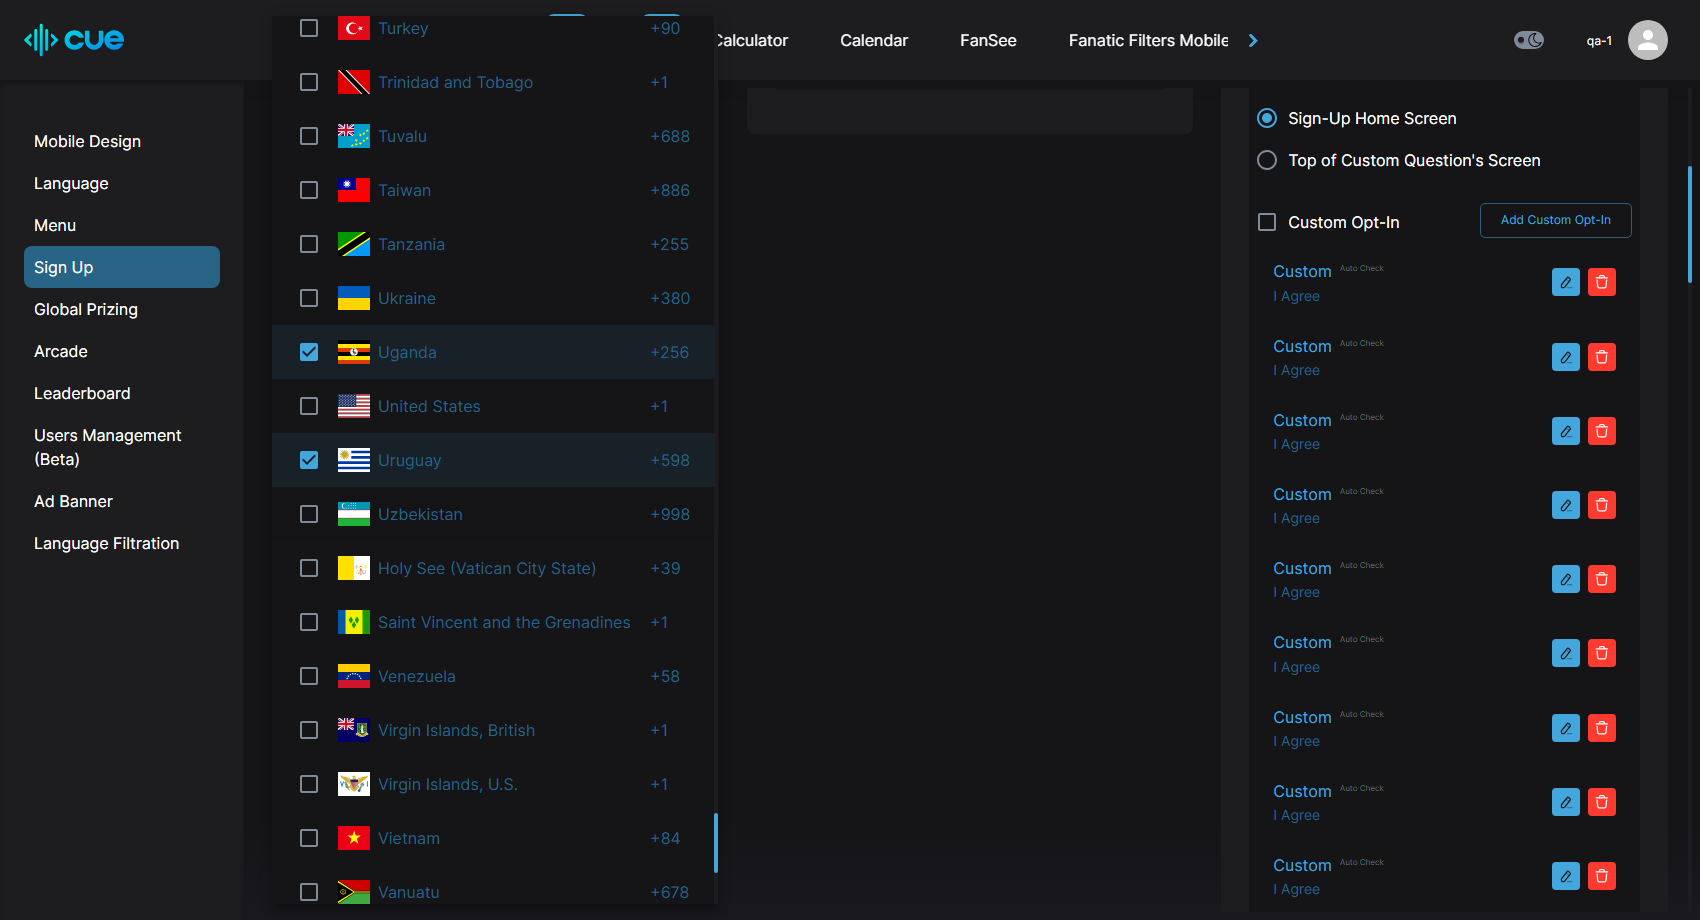 cue
Calculator
Calendar
FanSee
Fanatic Filters Mobile
qa-1
Mobile Design
Language
Menu
Sign Up
Global Prizing
Arcade
Leaderboard
Users Management
(Beta)
Ad Banner
Language Filtration
Turkey +90
Trinidad and Tobago +1
Tuvalu +688
Taiwan +886
Tanzania +255
Ukraine +380
Uganda +256
United States +1
Uruguay +598
Uzbekistan +998
Holy See (Vatican City State) +39
Saint Vincent and the Grenadines +1
Venezuela +58
Virgin Islands, British +1
Virgin Islands, U.S. +1
Vietnam +84
Vanuatu +678
Sign-Up Home Screen
Top of Custom Question's Screen
Custom Opt-In
Add Custom Opt-In
Custom Auto Check
I Agree
Custom Auto Check
I Agree
Custom Auto Check
I Agree
Custom Auto Check
I Agree
Custom Auto Check
I Agree
Custom Auto Check
I Agree
Custom Auto Check
I Agree
Custom Auto Check
I Agree
Custom Auto Check
I Agree